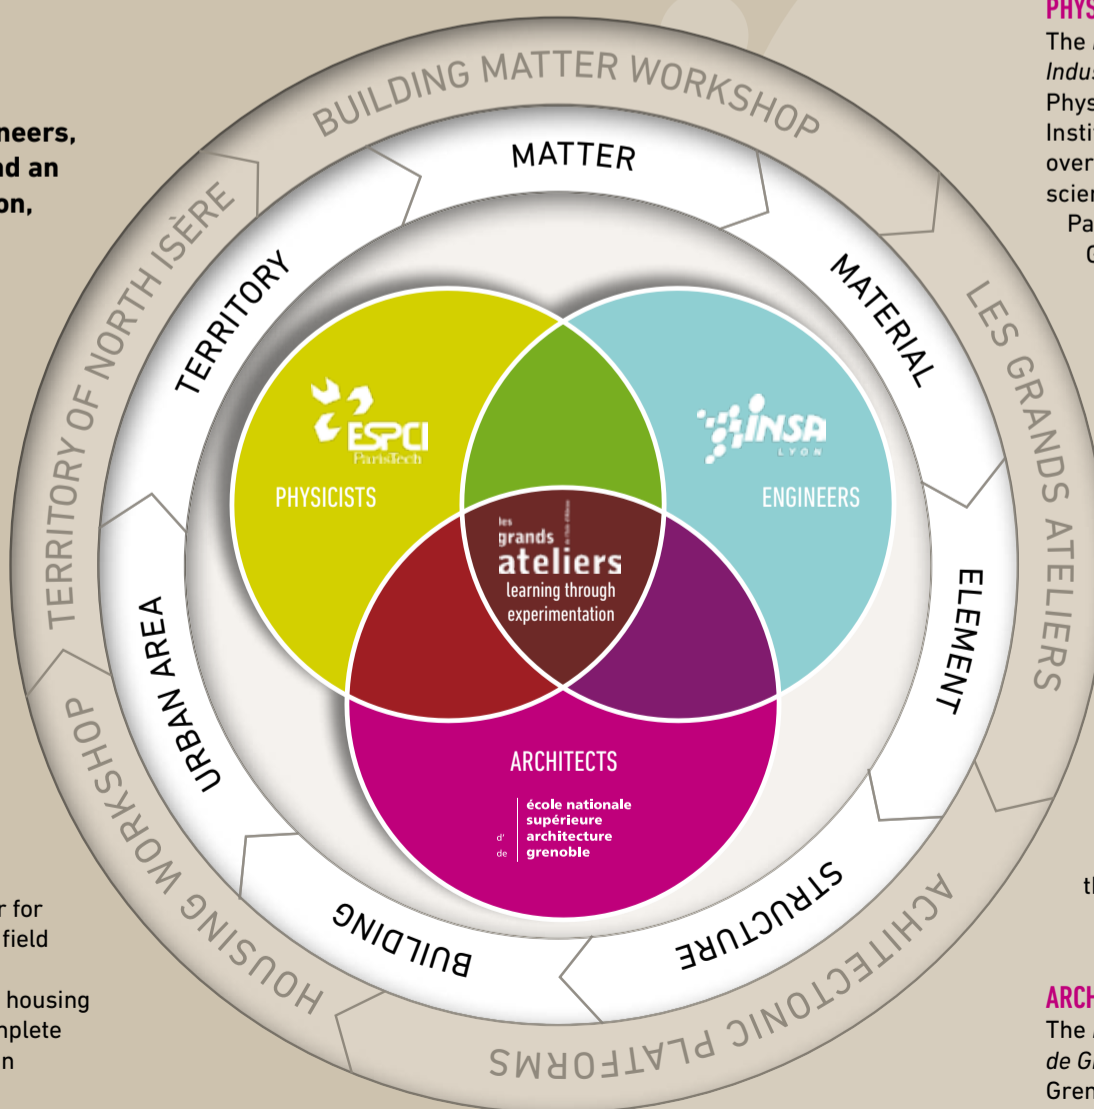 neers,
nd an
on,
BUILDING MATTER WORKSHOP
LES GRANDS ATELIERS
ACHITECTONIC PLATFORMS
HOUSING WORKSHOP
TERRITORY OF NORTH ISÈRE
MATTER
MATERIAL
ELEMENT
STRUCTURE
BUILDING
URBAN AREA
TERRITORY
ESPCI
ParisTech
PHYSICISTS
INSA
LYON
ENGINEERS
les
grands
ateliers
learning through
experimentation
ARCHITECTS
école nationale
supérieure
d' architecture
de grenoble
r for
field
housing
nplete
n
PHYS
The
Indus
Phys
Insti
over
scien
Pa
G
th
ARCH
The
de G
Gren